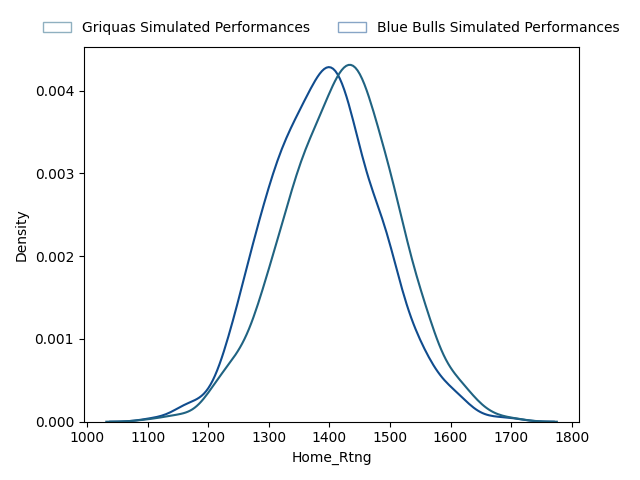 Griquas Simulated Performances
Blue Bulls Simulated Performances
Density
0.004
0.003
0.002
0.001
0.000
1000 1100 1200 1300 1400 1500 1600 1700 1800
Home_Rtng